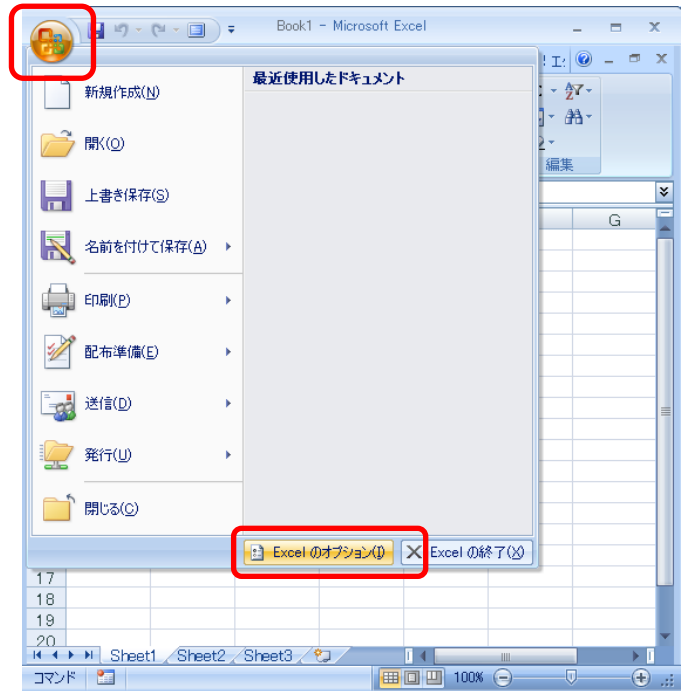 Book1 - Microsoft Excel
最近使用したドキュメント
新規作成(N)
開く(O)
上書き保存(S)
名前を付けて保存(A)
印刷(P)
配布準備(E)
送信(D)
発行(U)
閉じる(C)
Excel のオプション(I)
Excel の終了(X)
編集
G
17
18
19
20
Sheet1 Sheet2 Sheet3
コマンド
100%